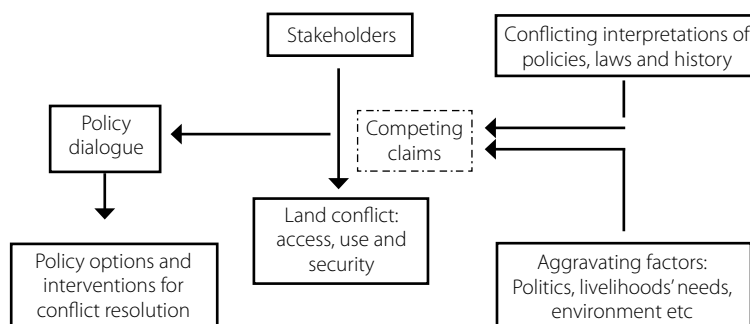 Stakeholders
Conflicting interpretations of
policies, laws and history
Policy
dialogue
Competing
claims
Land conflict:
access, use and
security
Policy options and
interventions for
conflict resolution
Aggravating factors:
Politics, livelihoods’ needs,
environment etc